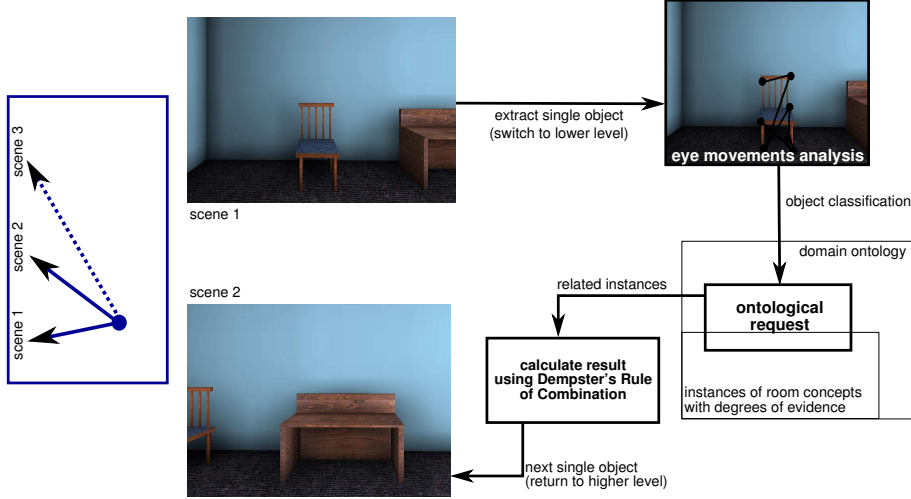 scene 3
scene 2
scene 1
scene 1
extract single object
(switch to lower level)
eye movements analysis
object classification
domain ontology
ontological
request
instances of room concepts
with degrees of evidence
related instances
calculate result
using Dempster's Rule
of Combination
scene 2
next single object
(return to higher level)